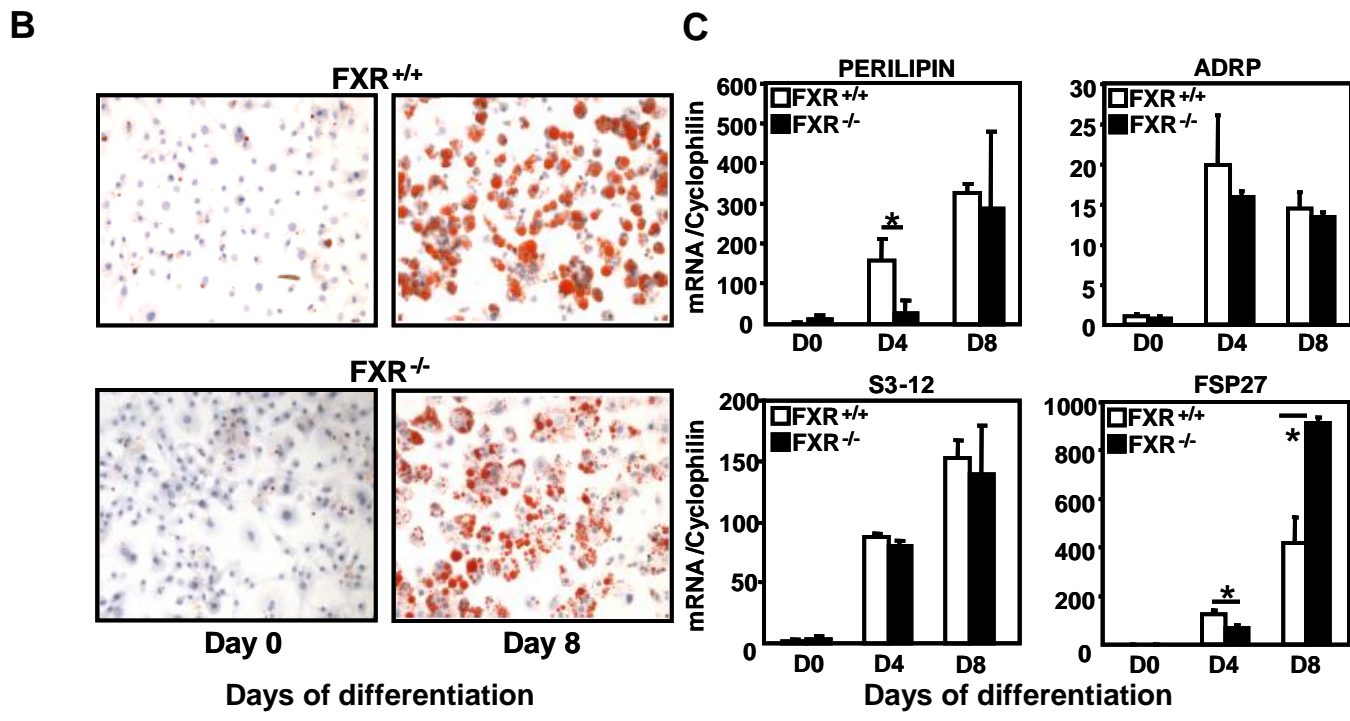 B
FXR+/+
FXR-/-
Day 0
Day 8
Days of differentiation
C
PERILIPIN
mRNA/Cyclophilin
600
500
400
300
200
100
0
FXR+/+
FXR-/-
*
D0
D4
D8
ADRP
30
25
20
15
10
5
0
FXR+/+
FXR-/-
D0
D4
D8
S3-12
mRNA/Cyclophilin
200
150
100
50
0
FXR+/+
FXR-/-
D0
D4
D8
FSP27
1000
800
600
400
200
0
FXR+/+
FXR-/-
*
*
D0
D4
D8
Days of differentiation